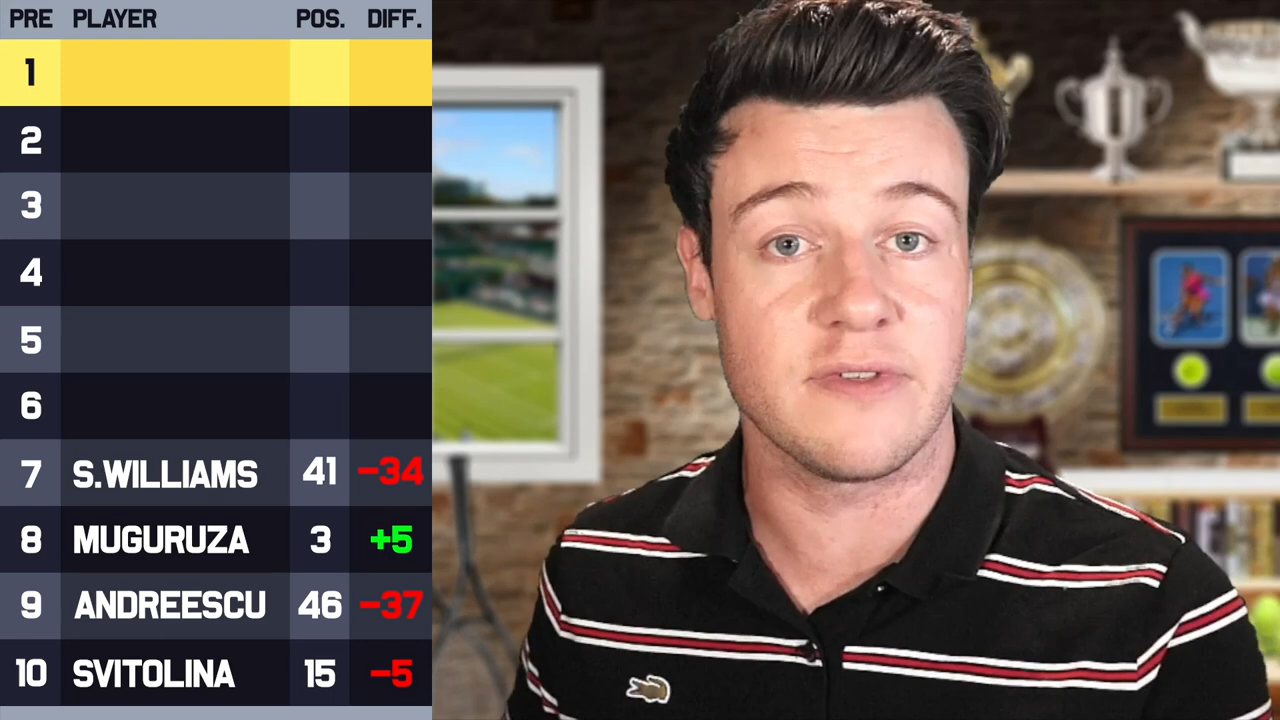 PRE PLAYER POS. DIFF.
1
2
3
4
5
6
7 S.WILLIAMS 41 -34
8 MUGURUZA 3 +5
9 ANDREESCU 46 -37
10 SVITOLINA 15 -5